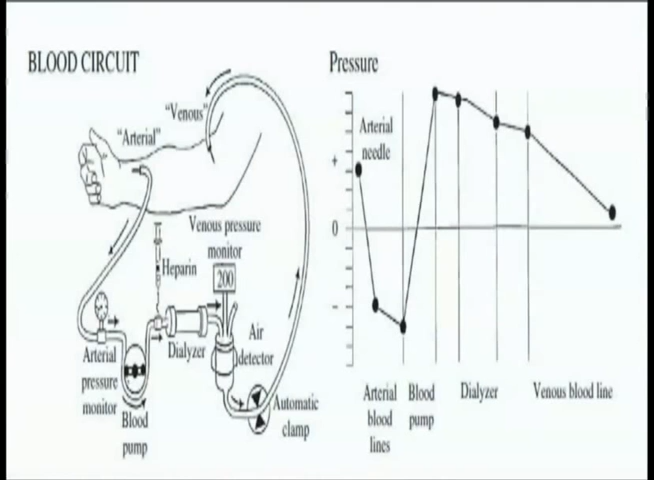 BLOOD CIRCUIT
"Venous"
"Arterial"
Venous pressure
monitor
200
Heparin
Dialyzer
Air
detector
Arterial
pressure
monitor
Blood
pump
Automatic
clamp
Pressure
Arterial
needle
+
0
−
Arterial
blood
lines
Blood
pump
Dialyzer
Venous blood line